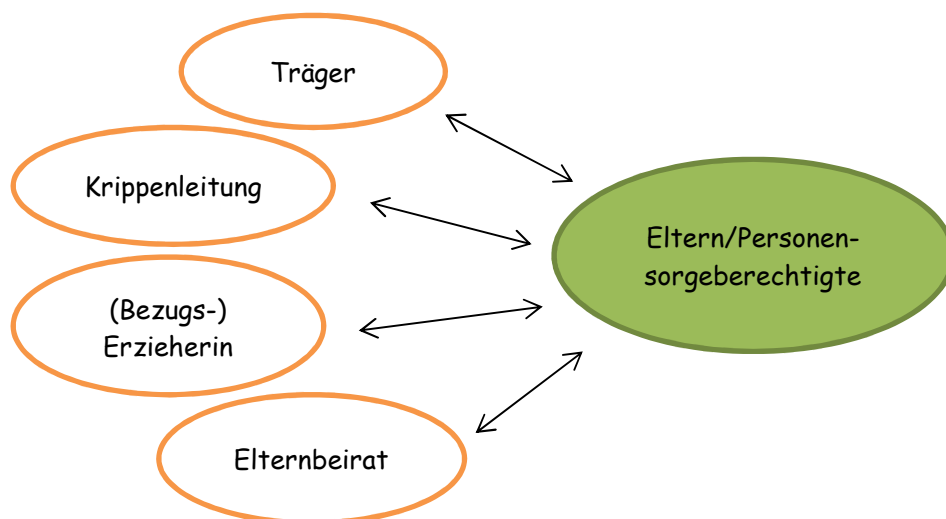 Träger
Krippenleitung
(Bezugs-)
Erzieherin
Elternbeirat
Eltern/Personen-
sorgeberechtigte